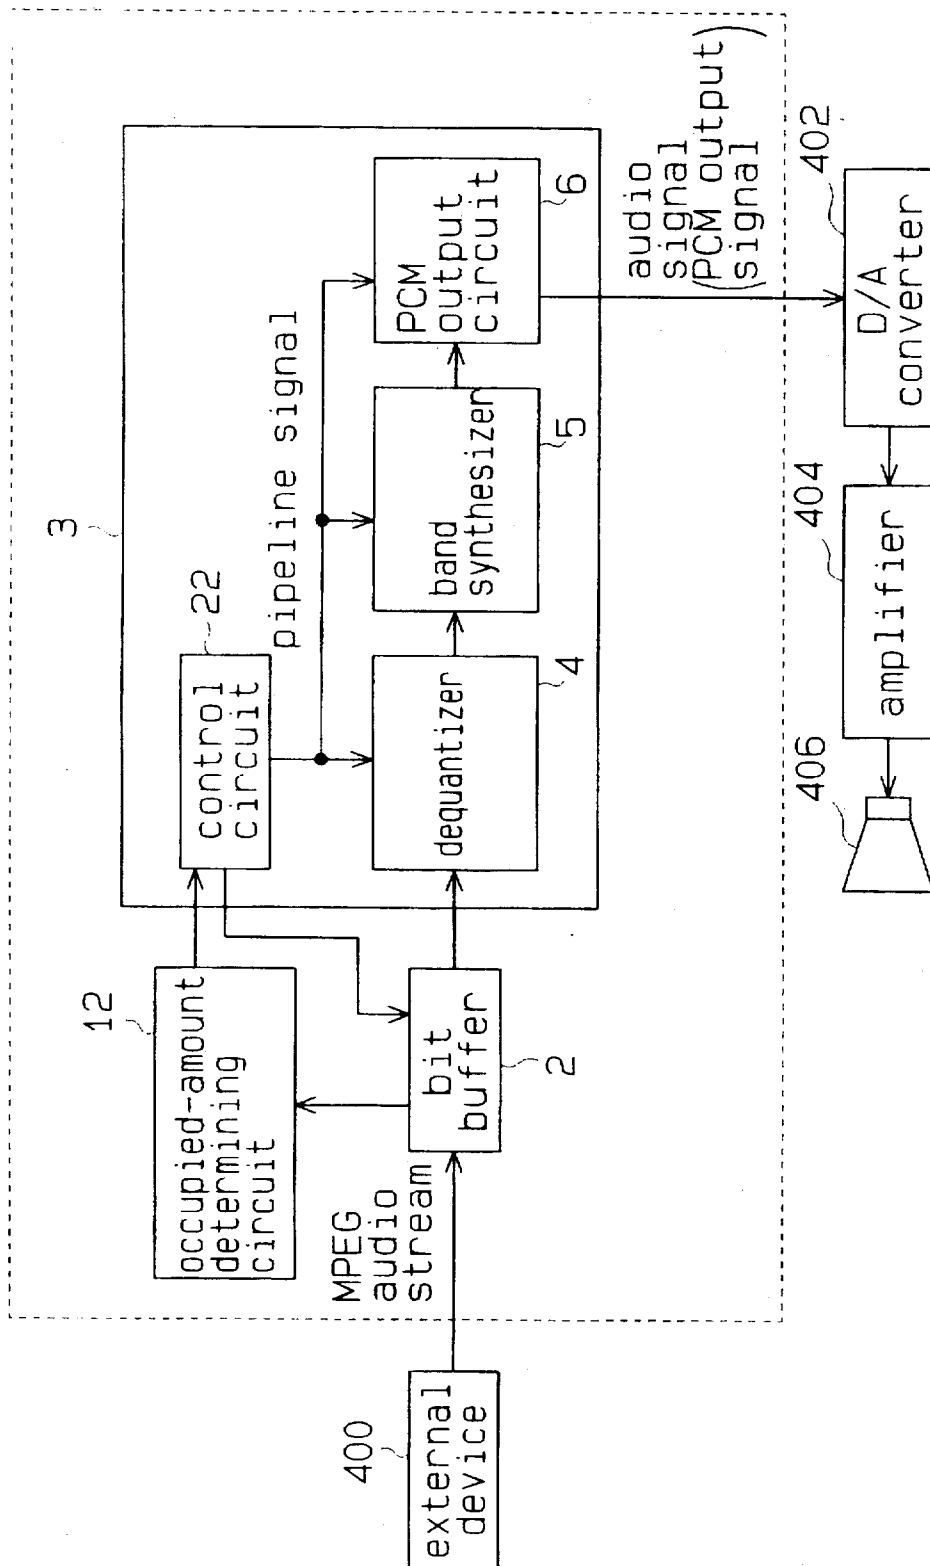 3
22
control
circuit
pipeline signal
PCM
output
circuit
6
band
synthesizer
5
dequantizer
4
12
occupied-amount
determining
circuit
bit
buffer
2
MPEG
audio
stream
400
external
device
audio
signal
(PCM output)
(signal)
402
D/A
converter
404
amplifier
406